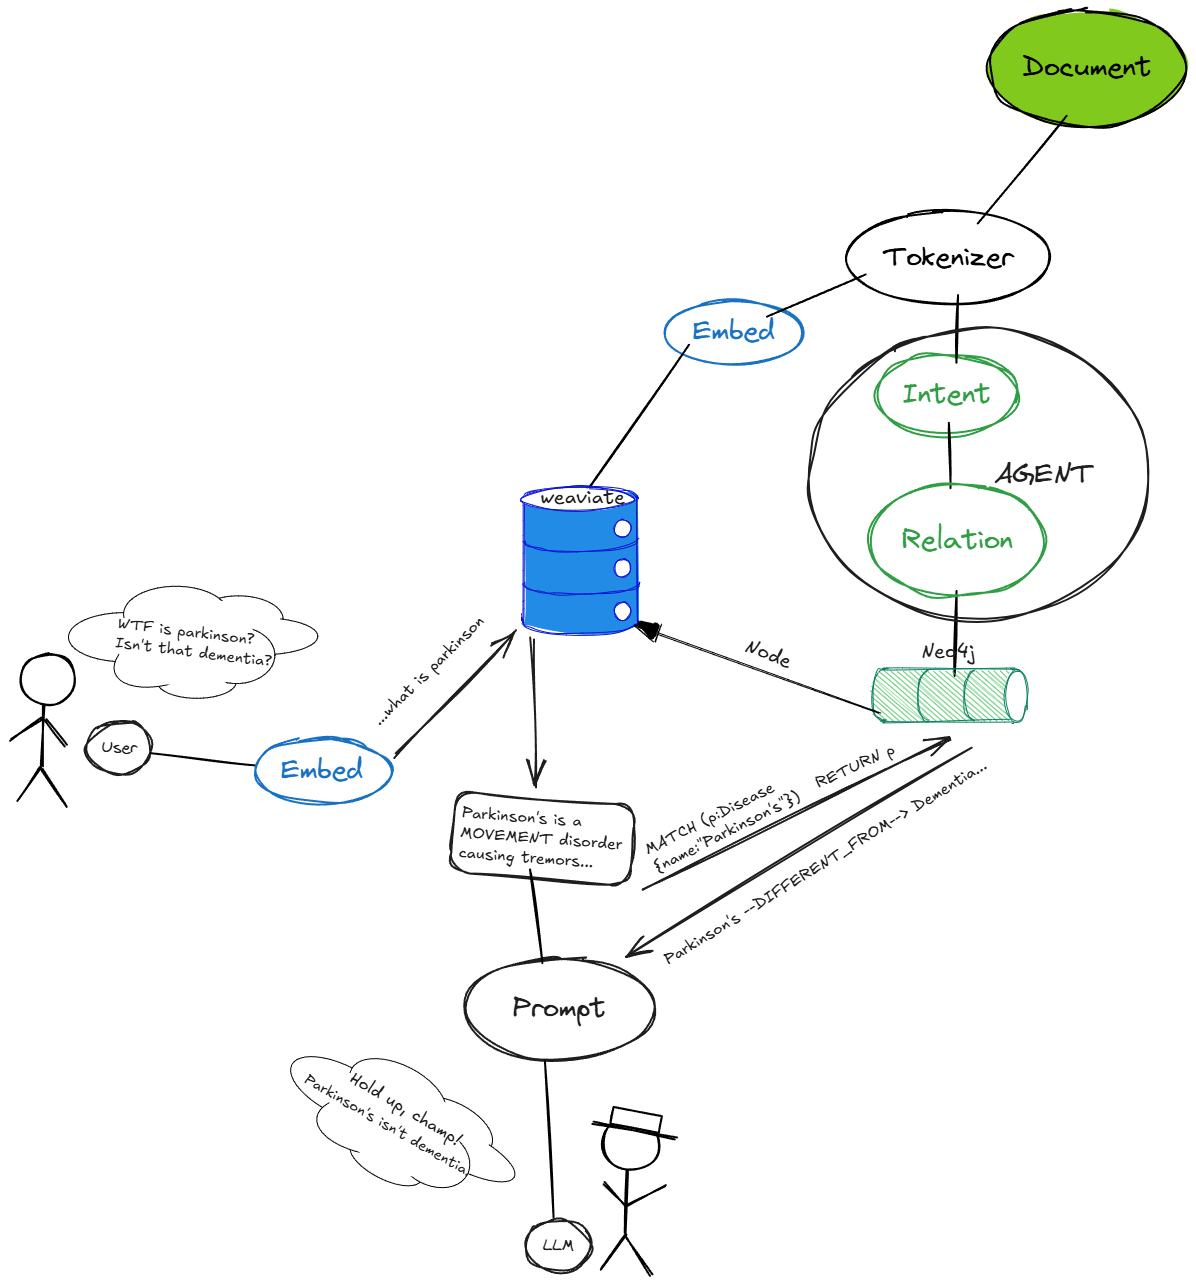 Document
Tokenizer
Embed
Intent
AGENT
Relation
weaviate
Node
Neo4j
WTF is parkinson?
Isn't that dementia?
User
Embed
...what is parkinson
Parkinson's is a
MOVEMENT disorder
causing tremors...
MATCH (p:Disease
{name:"Parkinson's"})
RETURN p
Parkinson's --DIFFERENT_FROM--> Dementia...
Prompt
Hold up, champ!
Parkinson's isn't dementia
LLM